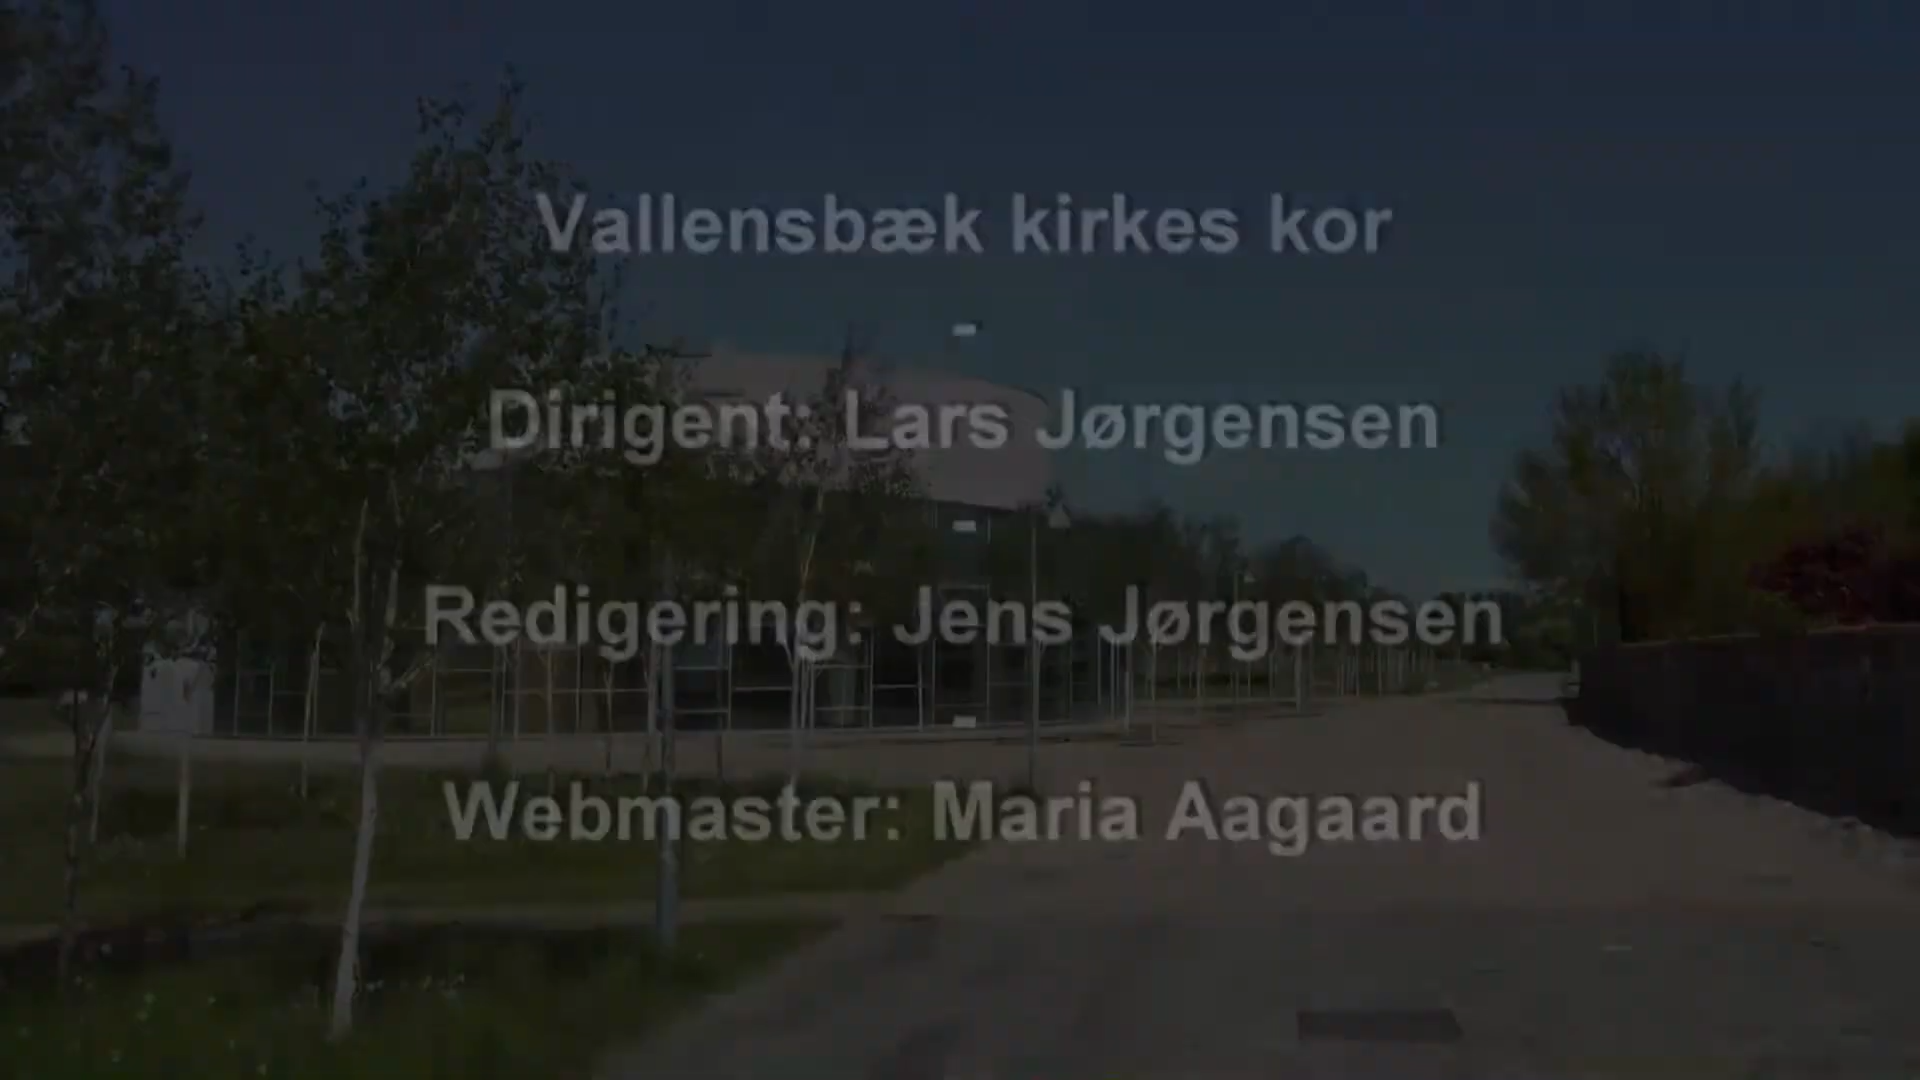 Vallensbæk kirkes kor
-
Dirigent: Lars Jørgensen
-
Redigering: Jens Jørgensen
-
Webmaster: Maria Aagaard